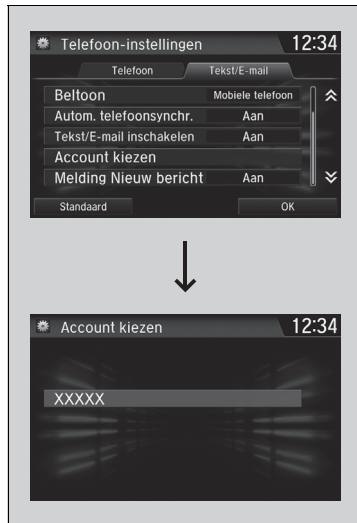 Telefoon-instellingen 12:34
Telefoon Tekst/E-mail
Beltoon Mobiele telefoon
Autom. telefoonsynchr. Aan
Tekst/E-mail inschakelen Aan
Account kiezen
Melding Nieuw bericht Aan
Standaard OK
Account kiezen 12:34
XXXXX